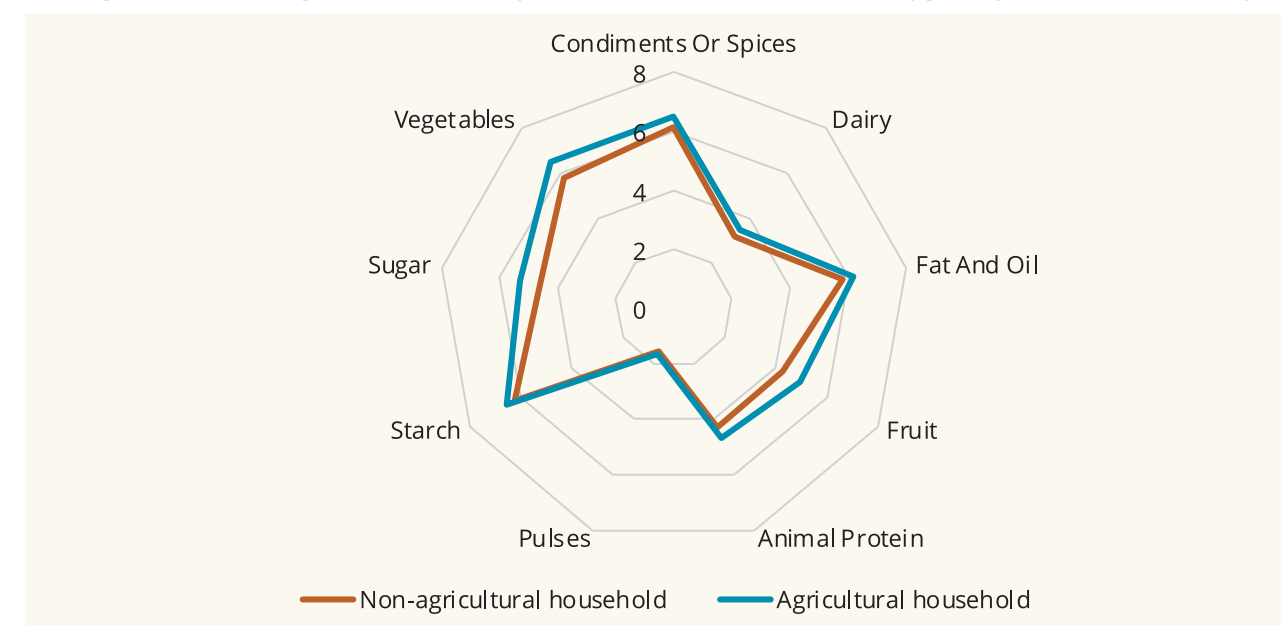 Condiments Or Spices
8
Vegetables
Dairy
6
4
2
Sugar
Fat And Oil
0
Starch
Fruit
Pulses
Animal Protein
Non-agricultural household
Agricultural household